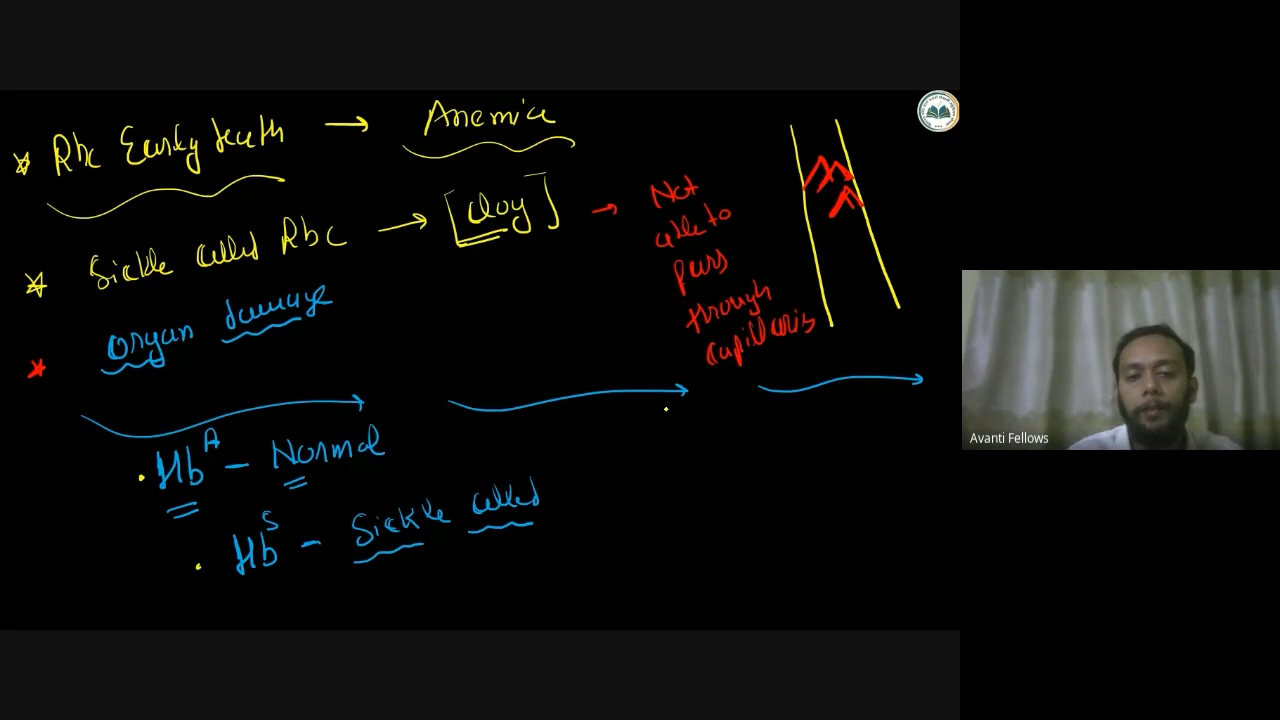 Rbc Early death → Anemia
Sickle celled Rbc → [clog] → Not
able to
pass
through
capillaries
Organ damage
Hb^A - Normal
Hb^S - Sickle celled
Avanti Fellows